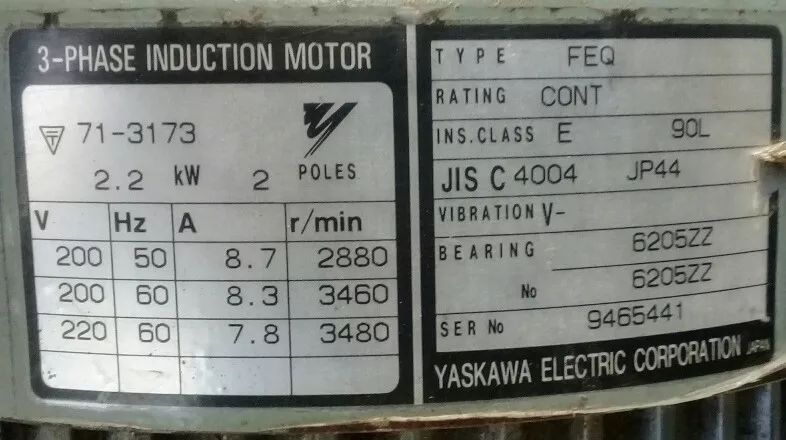 3-PHASE INDUCTION MOTOR
71-3173
2.2 kW 2 POLES
V Hz A r/min
200 50 8.7 2880
200 60 8.3 3460
220 60 7.8 3480
TYPE FEQ
RATING CONT
INS.CLASS E 90L
JIS C 4004 JP44
VIBRATION V-
BEARING 6205ZZ
No 6205ZZ
SER No 9465441
YASKAWA ELECTRIC CORPORATION JAPAN